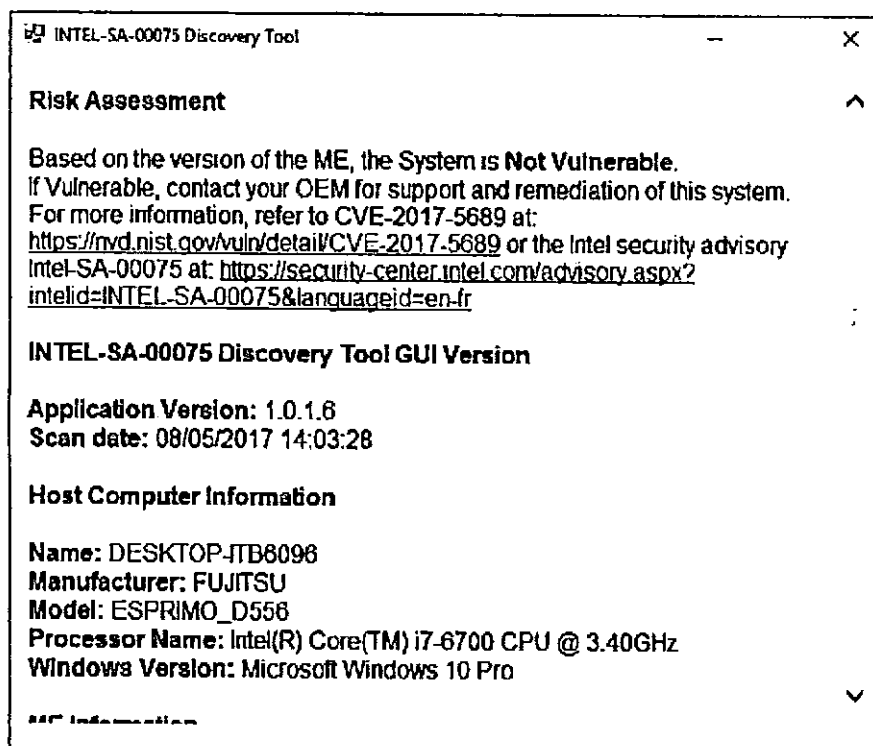 INTEL-SA-00075 Discovery Tool
Risk Assessment
Based on the version of the ME, the System is Not Vulnerable.
If Vulnerable, contact your OEM for support and remediation of this system.
For more information, refer to CVE-2017-5689 at:
https://nvd.nist.gov/vuln/detail/CVE-2017-5689 or the Intel security advisory
Intel-SA-00075 at: https://security-center.intel.com/advisory.aspx?
intelid=INTEL-SA-00075&languageid=en-fr
INTEL-SA-00075 Discovery Tool GUI Version
Application Version: 1.0.1.6
Scan date: 08/05/2017 14:03:28
Host Computer Information
Name: DESKTOP-ITB6096
Manufacturer: FUJITSU
Model: ESPRIMO_D556
Processor Name: Intel(R) Core(TM) i7-6700 CPU @ 3.40GHz
Windows Version: Microsoft Windows 10 Pro
ME Information